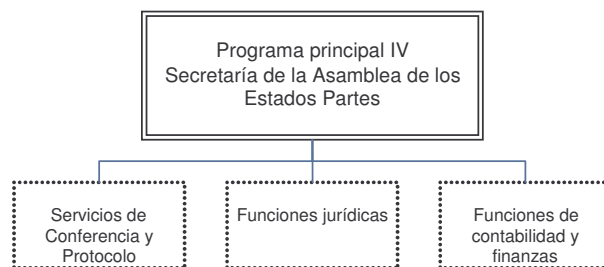 Programa principal IV
Secretaría de la Asamblea de los
Estados Partes
Servicios de
Conferencia y
Protocolo
Funciones jurídicas
Funciones de
contabilidad y
finanzas